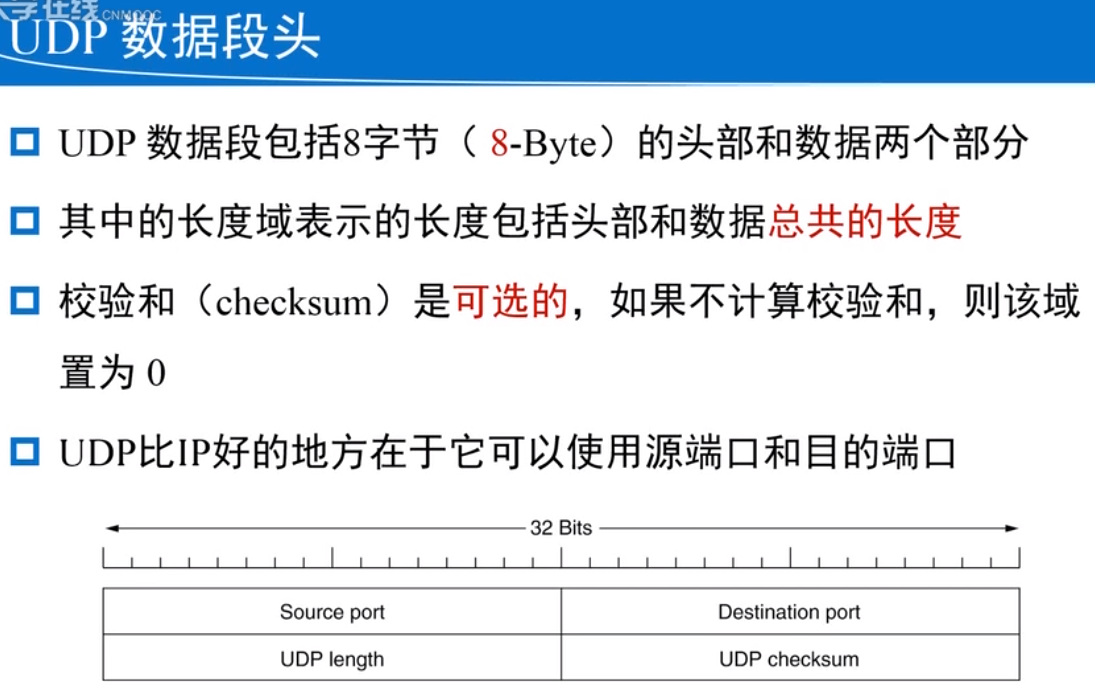 学在线 CNMOOC
UDP 数据段头
UDP 数据段包括8字节（ 8-Byte）的头部和数据两个部分
其中的长度域表示的长度包括头部和数据总共的长度
校验和（checksum）是可选的，如果不计算校验和，则该域
置为 0
UDP比IP好的地方在于它可以使用源端口和目的端口
32 Bits
Source port Destination port
UDP length UDP checksum